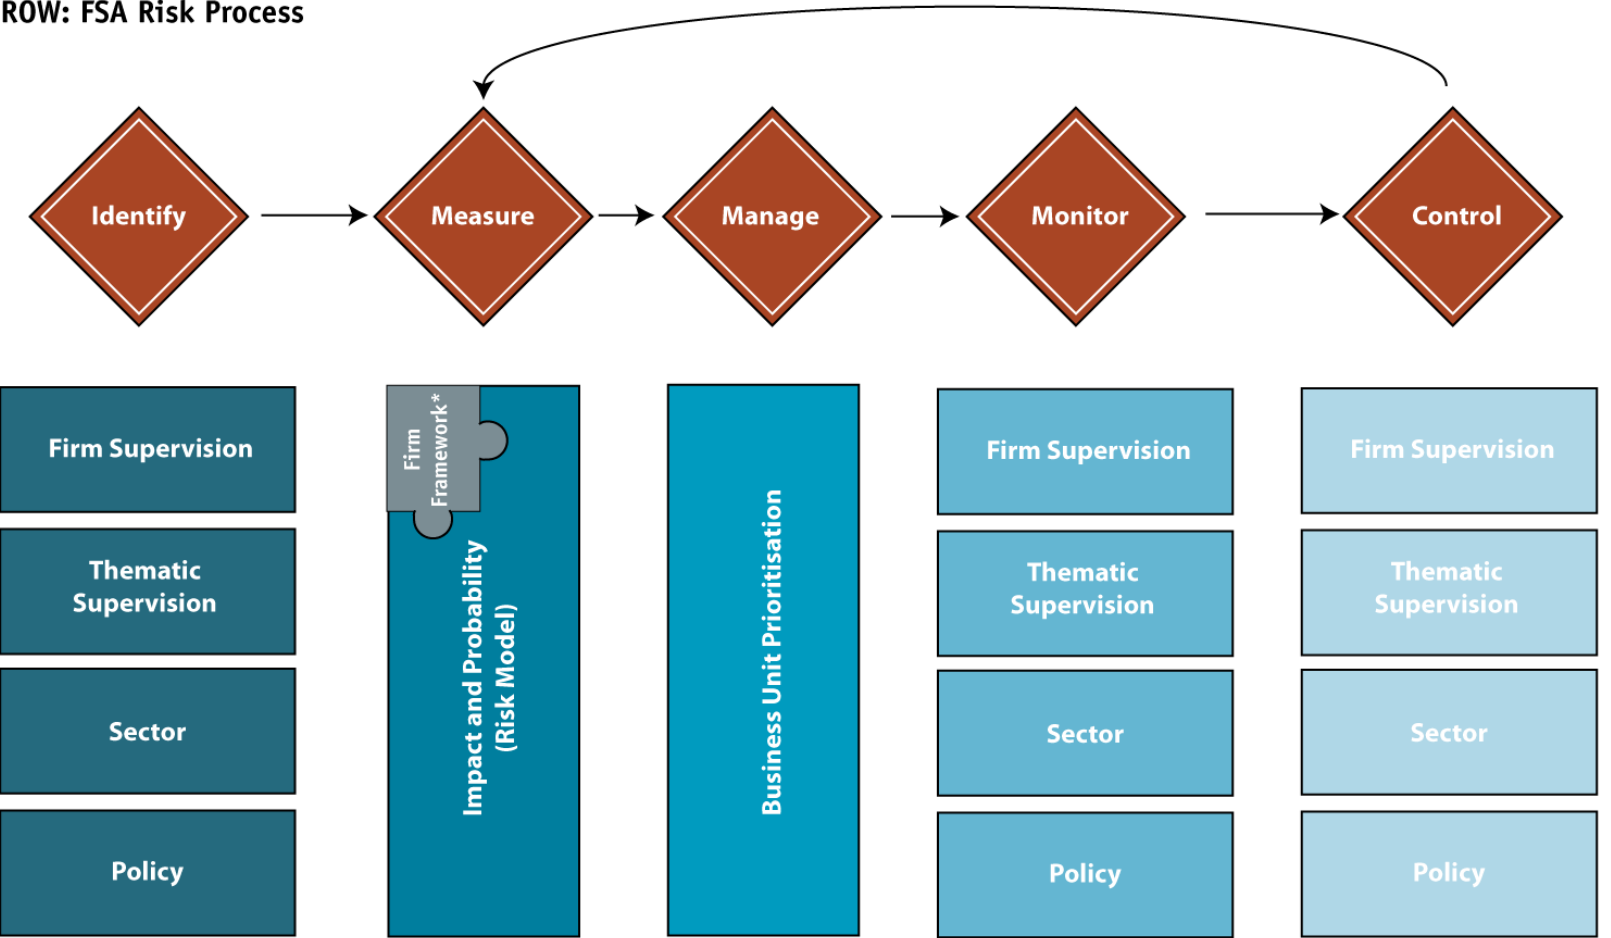 ROW: FSA Risk Process
Identify
Measure
Manage
Monitor
Control
Firm Supervision
Thematic
Supervision
Sector
Policy
Firm
Framework*
Impact and Probability
(Risk Model)
Business Unit Prioritisation
Firm Supervision
Thematic
Supervision
Sector
Policy
Firm Supervision
Thematic
Supervision
Sector
Policy